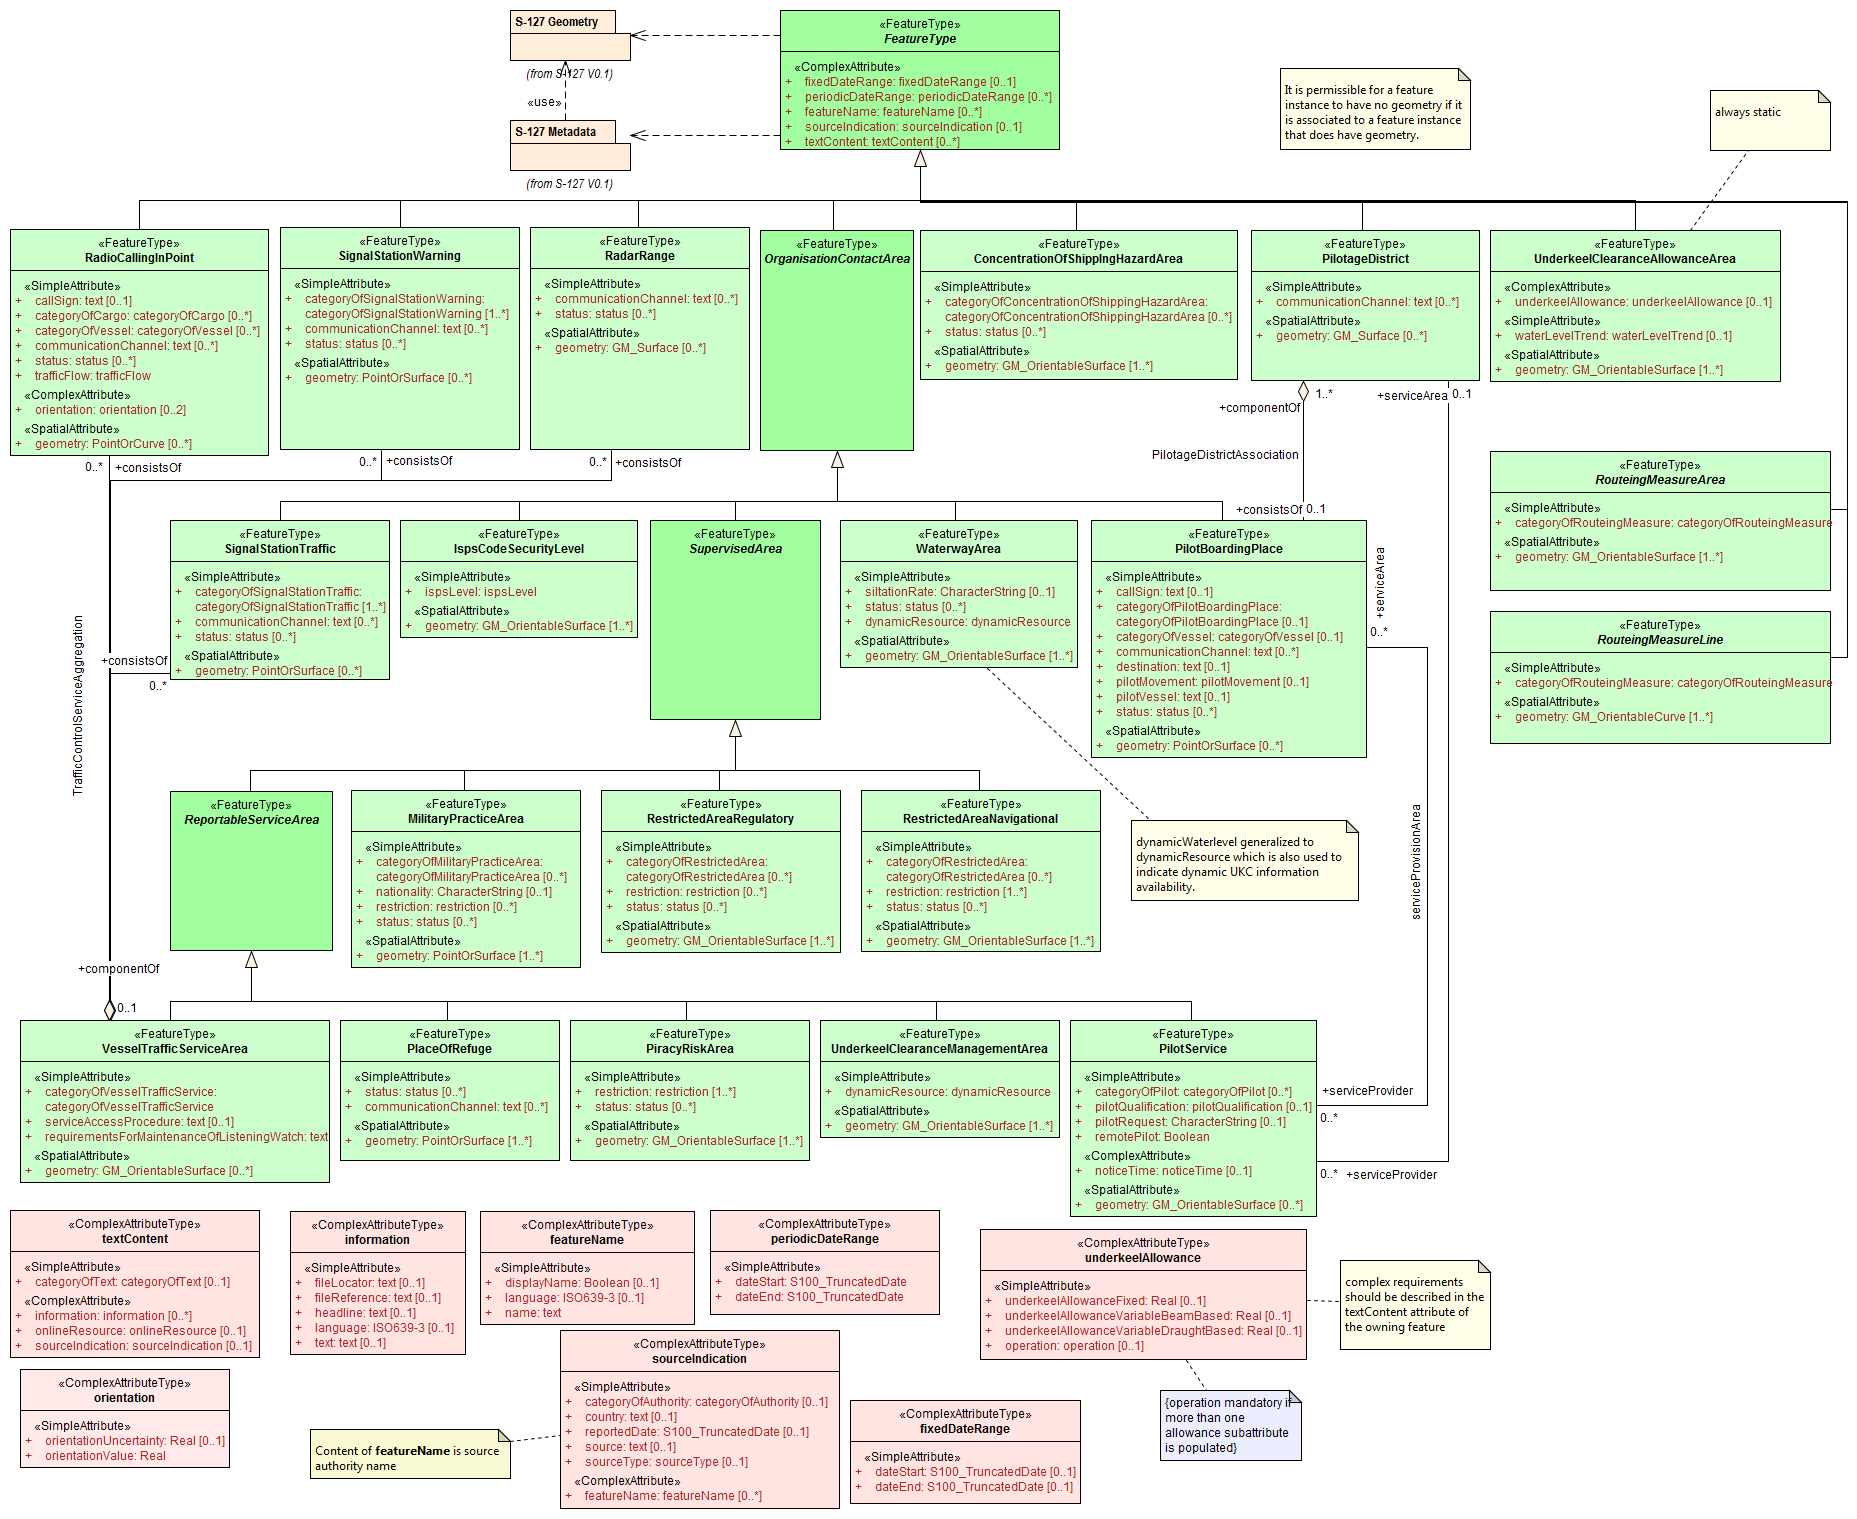 S-127 Geometry
(from S-127 V0.1)
«use»
S-127 Metadata
(from S-127 V0.1)
«FeatureType»
FeatureType
«ComplexAttribute»
+ fixedDateRange: fixedDateRange [0..1]
+ periodicDateRange: periodicDateRange [0..*]
+ featureName: featureName [0..*]
+ sourceIndication: sourceIndication [0..1]
+ textContent: textContent [0..*]
It is permissible for a feature
instance to have no geometry if it
is associated to a feature instance
that does have geometry.
always static
«FeatureType»
RadioCallingInPoint
«SimpleAttribute»
+ callSign: text [0..1]
+ categoryOfCargo: categoryOfCargo [0..*]
+ categoryOfVessel: categoryOfVessel [0..*]
+ communicationChannel: text [0..*]
+ status: status [0..*]
+ trafficFlow: trafficFlow
«ComplexAttribute»
+ orientation: orientation [0..2]
«SpatialAttribute»
+ geometry: PointOrCurve [0..*]
«FeatureType»
SignalStationWarning
«SimpleAttribute»
+ categoryOfSignalStationWarning:
categoryOfSignalStationWarning [1..*]
+ communicationChannel: text [0..*]
+ status: status [0..*]
«SpatialAttribute»
+ geometry: PointOrSurface [0..*]
«FeatureType»
RadarRange
«SimpleAttribute»
+ communicationChannel: text [0..*]
+ status: status [0..*]
«SpatialAttribute»
+ geometry: GM_Surface [0..*]
«FeatureType»
OrganisationContactArea
«FeatureType»
ConcentrationOfShippIngHazardArea
«SimpleAttribute»
+ categoryOfConcentrationOfShippingHazardArea:
categoryOfConcentrationOfShippingHazardArea [0..*]
+ status: status [0..*]
«SpatialAttribute»
+ geometry: GM_OrientableSurface [1..*]
«FeatureType»
PilotageDistrict
«SimpleAttribute»
+ communicationChannel: text [0..*]
«SpatialAttribute»
+ geometry: GM_Surface [0..*]
«FeatureType»
UnderkeelClearanceAllowanceArea
«ComplexAttribute»
+ underkeelAllowance: underkeelAllowance [0..1]
«SimpleAttribute»
+ waterLevelTrend: waterLevelTrend [0..1]
«SpatialAttribute»
+ geometry: GM_OrientableSurface [1..*]
0..* +consistsOf
0..* +consistsOf
0..* +consistsOf
1..*
+componentOf
+serviceArea 0..1
PilotageDistrictAssociation
+consistsOf 0..1
«FeatureType»
RouteingMeasureArea
«SimpleAttribute»
+ categoryOfRouteingMeasure: categoryOfRouteingMeasure
«SpatialAttribute»
+ geometry: GM_OrientableSurface [1..*]
«FeatureType»
RouteingMeasureLine
«SimpleAttribute»
+ categoryOfRouteingMeasure: categoryOfRouteingMeasure
«SpatialAttribute»
+ geometry: GM_OrientableCurve [1..*]
«FeatureType»
SignalStationTraffic
«SimpleAttribute»
+ categoryOfSignalStationTraffic:
categoryOfSignalStationTraffic [1..*]
+ communicationChannel: text [0..*]
+ status: status [0..*]
«SpatialAttribute»
+ geometry: PointOrSurface [0..*]
«FeatureType»
IspsCodeSecurityLevel
«SimpleAttribute»
+ ispsLevel: ispsLevel
«SpatialAttribute»
+ geometry: GM_OrientableSurface [1..*]
«FeatureType»
SupervisedArea
«FeatureType»
WaterwayArea
«SimpleAttribute»
+ siltationRate: CharacterString [0..1]
+ status: status [0..*]
+ dynamicResource: dynamicResource
«SpatialAttribute»
+ geometry: GM_OrientableSurface [1..*]
«FeatureType»
PilotBoardingPlace
«SimpleAttribute»
+ callSign: text [0..1]
+ categoryOfPilotBoardingPlace:
categoryOfPilotBoardingPlace [0..1]
+ categoryOfVessel: categoryOfVessel [0..1]
+ communicationChannel: text [0..*]
+ destination: text [0..1]
+ pilotMovement: pilotMovement [0..1]
+ pilotVessel: text [0..1]
+ status: status [0..*]
«SpatialAttribute»
+ geometry: PointOrSurface [0..*]
+serviceArea
0..*
TrafficControlServiceAggregation
+consistsOf
0..*
«FeatureType»
ReportableServiceArea
«FeatureType»
MilitaryPracticeArea
«SimpleAttribute»
+ categoryOfMilitaryPracticeArea:
categoryOfMilitaryPracticeArea [0..*]
+ nationality: CharacterString [0..1]
+ restriction: restriction [0..*]
+ status: status [0..*]
«SpatialAttribute»
+ geometry: PointOrSurface [1..*]
«FeatureType»
RestrictedAreaRegulatory
«SimpleAttribute»
+ categoryOfRestrictedArea:
categoryOfRestrictedArea [0..*]
+ restriction: restriction [0..*]
+ status: status [0..*]
«SpatialAttribute»
+ geometry: GM_OrientableSurface [1..*]
«FeatureType»
RestrictedAreaNavigational
«SimpleAttribute»
+ categoryOfRestrictedArea:
categoryOfRestrictedArea [0..*]
+ restriction: restriction [1..*]
+ status: status [0..*]
«SpatialAttribute»
+ geometry: GM_OrientableSurface [1..*]
dynamicWaterlevel generalized to
dynamicResource which is also used to
indicate dynamic UKC information
availability.
serviceProvisionArea
+componentOf
0..1
«FeatureType»
VesselTrafficServiceArea
«SimpleAttribute»
+ categoryOfVesselTrafficService:
categoryOfVesselTrafficService
+ serviceAccessProcedure: text [0..1]
+ requirementsForMaintenanceOfListeningWatch: text
«SpatialAttribute»
+ geometry: GM_OrientableSurface [0..*]
«FeatureType»
PlaceOfRefuge
«SimpleAttribute»
+ status: status [0..*]
+ communicationChannel: text [0..*]
«SpatialAttribute»
+ geometry: PointOrSurface [1..*]
«FeatureType»
PiracyRiskArea
«SimpleAttribute»
+ restriction: restriction [1..*]
+ status: status [0..*]
«SpatialAttribute»
+ geometry: GM_OrientableSurface [1..*]
«FeatureType»
UnderkeelClearanceManagementArea
«SimpleAttribute»
+ dynamicResource: dynamicResource
«SpatialAttribute»
+ geometry: GM_OrientableSurface [1..*]
«FeatureType»
PilotService
«SimpleAttribute»
+ categoryOfPilot: categoryOfPilot [0..*]
+ pilotQualification: pilotQualification [0..1]
+ pilotRequest: CharacterString [0..1]
+ remotePilot: Boolean
«ComplexAttribute»
+ noticeTime: noticeTime [0..1]
«SpatialAttribute»
+ geometry: GM_OrientableSurface [0..*]
+serviceProvider
0..*
0..* +serviceProvider
«ComplexAttributeType»
textContent
«SimpleAttribute»
+ categoryOfText: categoryOfText [0..1]
«ComplexAttribute»
+ information: information [0..*]
+ onlineResource: onlineResource [0..1]
+ sourceIndication: sourceIndication [0..1]
«ComplexAttributeType»
information
«SimpleAttribute»
+ fileLocator: text [0..1]
+ fileReference: text [0..1]
+ headline: text [0..1]
+ language: ISO639-3 [0..1]
+ text: text [0..1]
«ComplexAttributeType»
featureName
«SimpleAttribute»
+ displayName: Boolean [0..1]
+ language: ISO639-3 [0..1]
+ name: text
«ComplexAttributeType»
periodicDateRange
«SimpleAttribute»
+ dateStart: S100_TruncatedDate
+ dateEnd: S100_TruncatedDate
«ComplexAttributeType»
underkeelAllowance
«SimpleAttribute»
+ underkeelAllowanceFixed: Real [0..1]
+ underkeelAllowanceVariableBeamBased: Real [0..1]
+ underkeelAllowanceVariableDraughtBased: Real [0..1]
+ operation: operation [0..1]
complex requirements
should be described in the
textContent attribute of
the owning feature
«ComplexAttributeType»
orientation
«SimpleAttribute»
+ orientationUncertainty: Real [0..1]
+ orientationValue: Real
Content of featureName is source
authority name
«ComplexAttributeType»
sourceIndication
«SimpleAttribute»
+ categoryOfAuthority: categoryOfAuthority [0..1]
+ country: text [0..1]
+ reportedDate: S100_TruncatedDate [0..1]
+ source: text [0..1]
+ sourceType: sourceType [0..1]
«ComplexAttribute»
+ featureName: featureName [0..*]
«ComplexAttributeType»
fixedDateRange
«SimpleAttribute»
+ dateStart: S100_TruncatedDate [0..1]
+ dateEnd: S100_TruncatedDate [0..1]
{operation mandatory if
more than one
allowance subattribute
is populated}